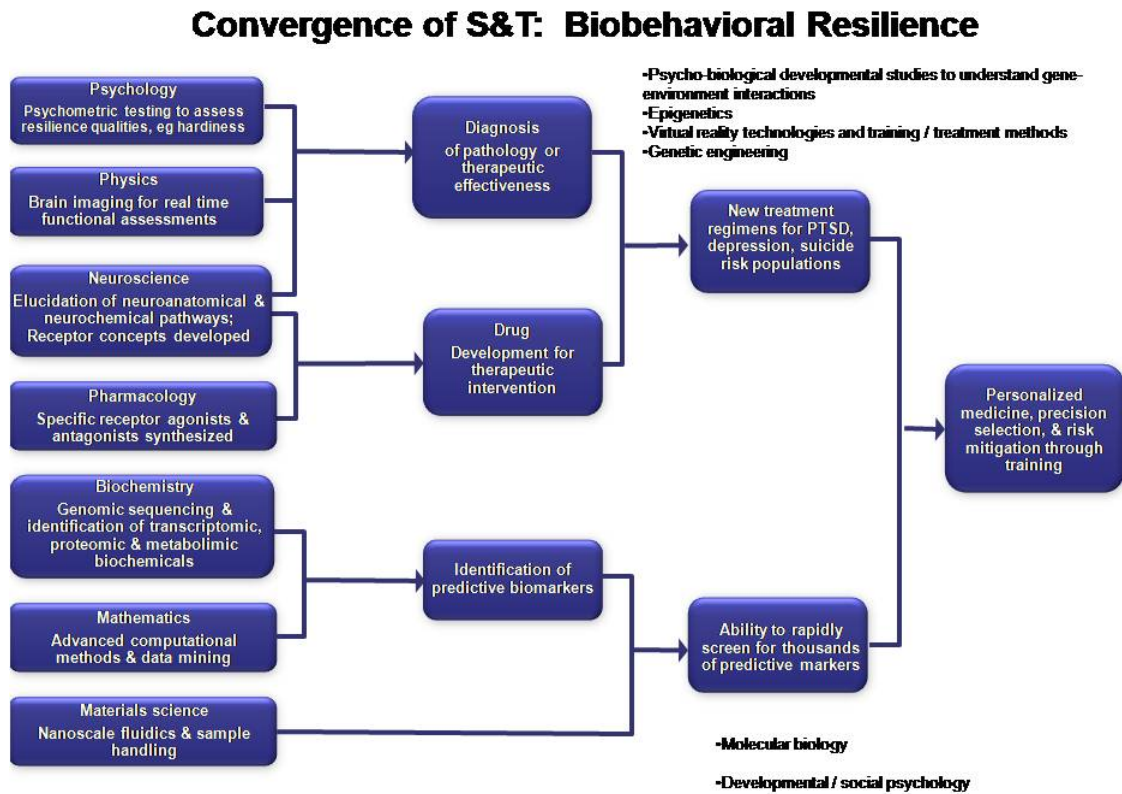 Convergence of S&T:  Biobehavioral Resilience
Psychology
Psychometric testing to assess
resilience qualities, eg hardiness
Physics
Brain imaging for real time
functional assessments
Neuroscience
Elucidation of neuroanatomical &
neurochemical pathways;
Receptor concepts developed
Pharmacology
Specific receptor agonists &
antagonists synthesized
Biochemistry
Genomic sequencing &
identification of transcriptomic,
proteomic & metabolimic
biochemicals
Mathematics
Advanced computational
methods & data mining
Materials science
Nanoscale fluidics & sample
handling
Diagnosis
of pathology or
therapeutic
effectiveness
Drug
Development for
therapeutic
intervention
Identification of
predictive biomarkers
•Psycho-biological developmental studies to understand gene-
environment interactions
•Epigenetics
•Virtual reality technologies and training / treatment methods
•Genetic engineering
New treatment
regimens for PTSD,
depression, suicide
risk populations
Ability to rapidly
screen for thousands
of predictive markers
•Molecular biology
•Developmental / social psychology
Personalized
medicine, precision
selection, & risk
mitigation through
training